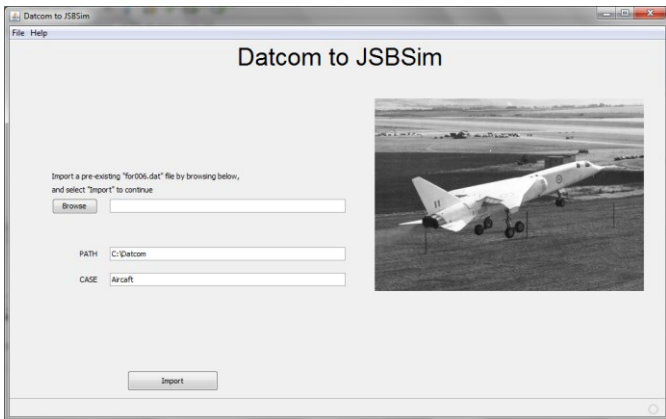 Datcom to JSBSim
File Help
Datcom to JSBSim
Import a pre-existing "for006.dat" file by browsing below,
and select "Import" to continue
Browse
PATH C:\Datcom
CASE Aircaft
Import